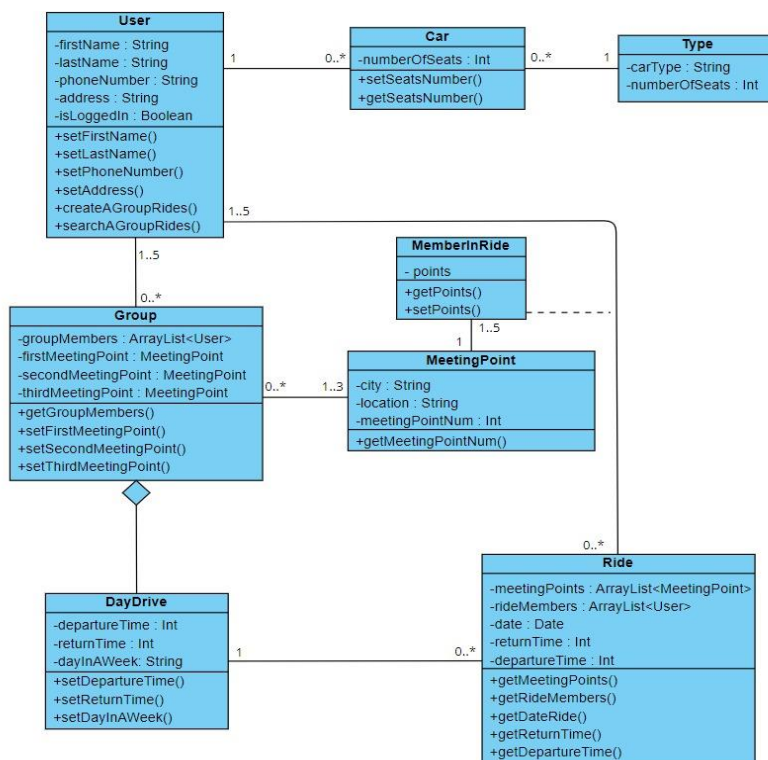 User
-firstName : String
-lastName : String
-phoneNumber : String
-address : String
-isLoggedIn : Boolean
+setFirstName()
+setLastName()
+setPhoneNumber()
+setAddress()
+createAGroupRides()
+searchAGroupRides()
1
0..*
Car
-numberOfSeats : Int
+setSeatsNumber()
+getSeatsNumber()
0..*
1
Type
-carType : String
-numberOfSeats : Int
1..5
1..5
0..*
MemberInRide
- points
+getPoints()
+setPoints()
1..5
1
Group
-groupMembers : ArrayList<User>
-firstMeetingPoint : MeetingPoint
-secondMeetingPoint : MeetingPoint
-thirdMeetingPoint : MeetingPoint
+getGroupMembers()
+setFirstMeetingPoint()
+setSecondMeetingPoint()
+setThirdMeetingPoint()
0..*
1..3
MeetingPoint
-city : String
-location : String
-meetingPointNum : Int
+getMeetingPointNum()
0..*
DayDrive
-departureTime : Int
-returnTime : Int
-dayInAWeek: String
+setDepartureTime()
+setReturnTime()
+setDayInAWeek()
1
0..*
Ride
-meetingPoints : ArrayList<MeetingPoint>
-rideMembers : ArrayList<User>
-date : Date
-returnTime : Int
-departureTime : Int
+getMeetingPoints()
+getRideMembers()
+getDateRide()
+getReturnTime()
+getDepartureTime()